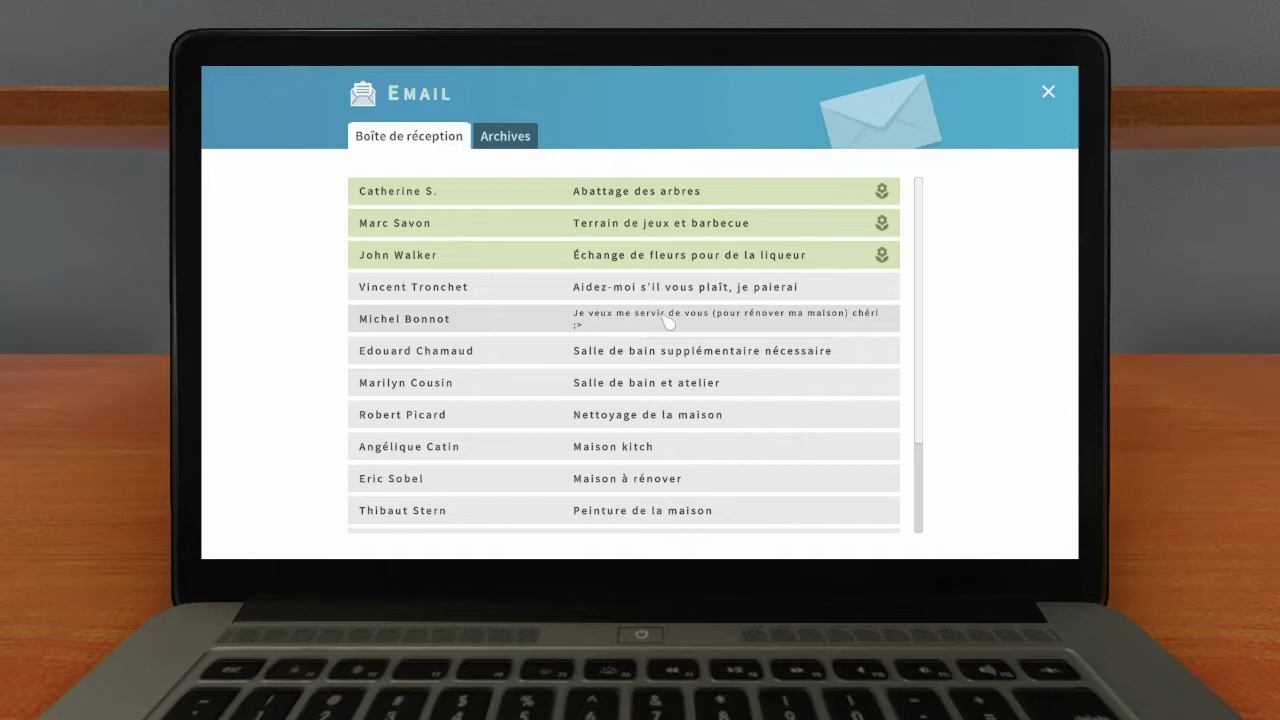 EMAIL
Boîte de réception
Archives
Catherine S. Abattage des arbres
Marc Savon Terrain de jeux et barbecue
John Walker Échange de fleurs pour de la liqueur
Vincent Tronchet Aidez-moi s'il vous plaît, je paierai
Michel Bonnot Je veux me servir de vous (pour rénover ma maison) chéri
;>
Edouard Chamaud Salle de bain supplémentaire nécessaire
Marilyn Cousin Salle de bain et atelier
Robert Picard Nettoyage de la maison
Angélique Catin Maison kitch
Eric Sobel Maison à rénover
Thibaut Stern Peinture de la maison